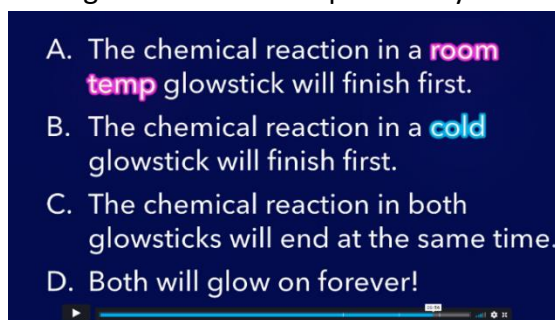 A. The chemical reaction in a room
temp glowstick will finish first.
B. The chemical reaction in a cold
glowstick will finish first.
C. The chemical reaction in both
glowsticks will end at the same time.
D. Both will glow on forever!